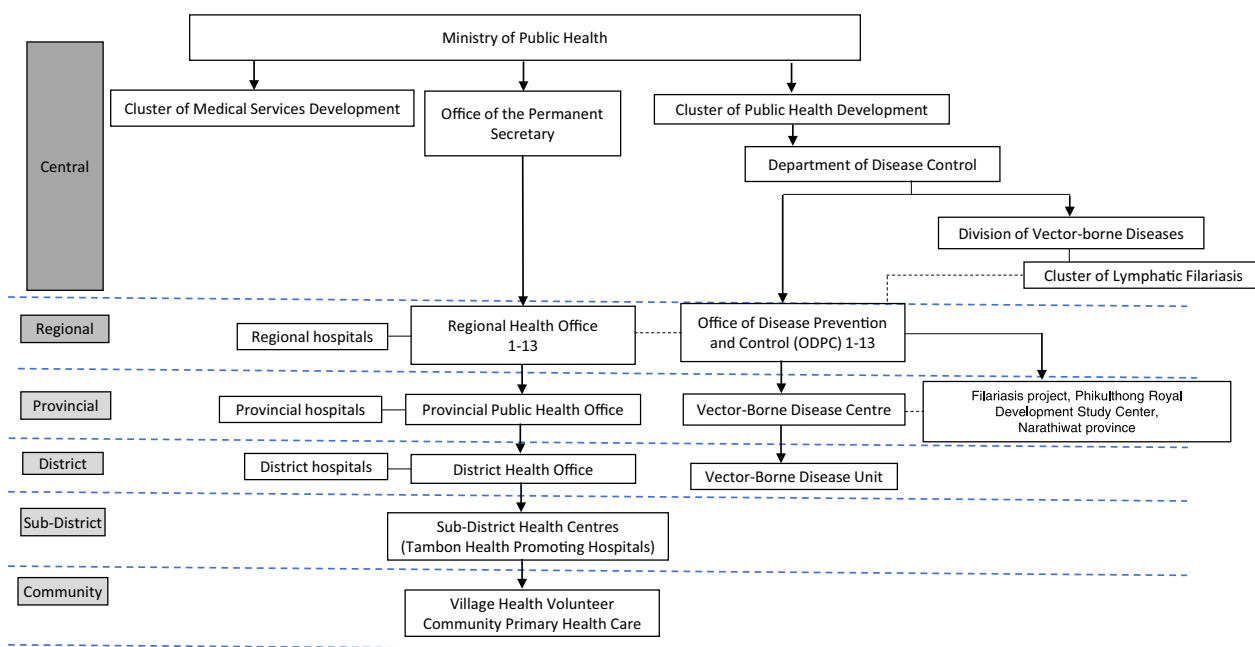 Ministry of Public Health
Cluster of Medical Services Development
Office of the Permanent
Secretary
Cluster of Public Health Development
Central
Department of Disease Control
Division of Vector-borne Diseases
Cluster of Lymphatic Filariasis
Regional
Regional hospitals
Regional Health Office
1-13
Office of Disease Prevention
and Control (ODPC) 1-13
Provincial
Provincial hospitals
Provincial Public Health Office
Vector-Borne Disease Centre
Filariasis project, Phikulthong Royal
Development Study Center,
Narathiwat province
District
District hospitals
District Health Office
Vector-Borne Disease Unit
Sub-District
Sub-District Health Centres
(Tambon Health Promoting Hospitals)
Community
Village Health Volunteer
Community Primary Health Care